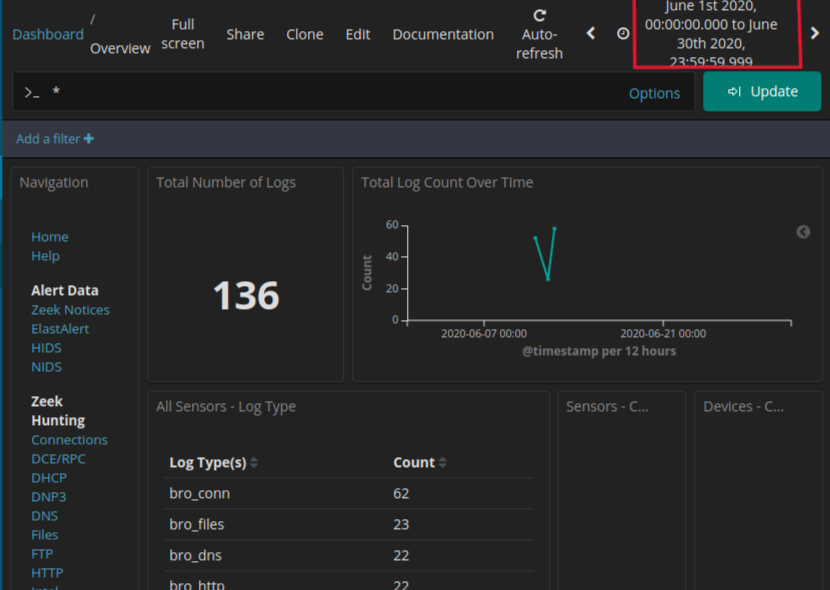 Dashboard
/
Overview
Full
screen
Share
Clone
Edit
Documentation
Auto-
refresh
June 1st 2020,
00:00:00.000 to June
30th 2020,
23:59:59.999
>_ *
Options
Update
Add a filter +
Navigation
Home
Help
Alert Data
Zeek Notices
ElastAlert
HIDS
NIDS
Zeek
Hunting
Connections
DCE/RPC
DHCP
DNP3
DNS
Files
FTP
HTTP
Intel
Total Number of Logs
136
Total Log Count Over TIme
Count
60
40
20
0
2020-06-07 00:00
2020-06-21 00:00
@timestamp per 12 hours
All Sensors - Log Type
Log Type(s) Count
bro_conn 62
bro_files 23
bro_dns 22
bro_http 22
Sensors - C...
Devices - C...